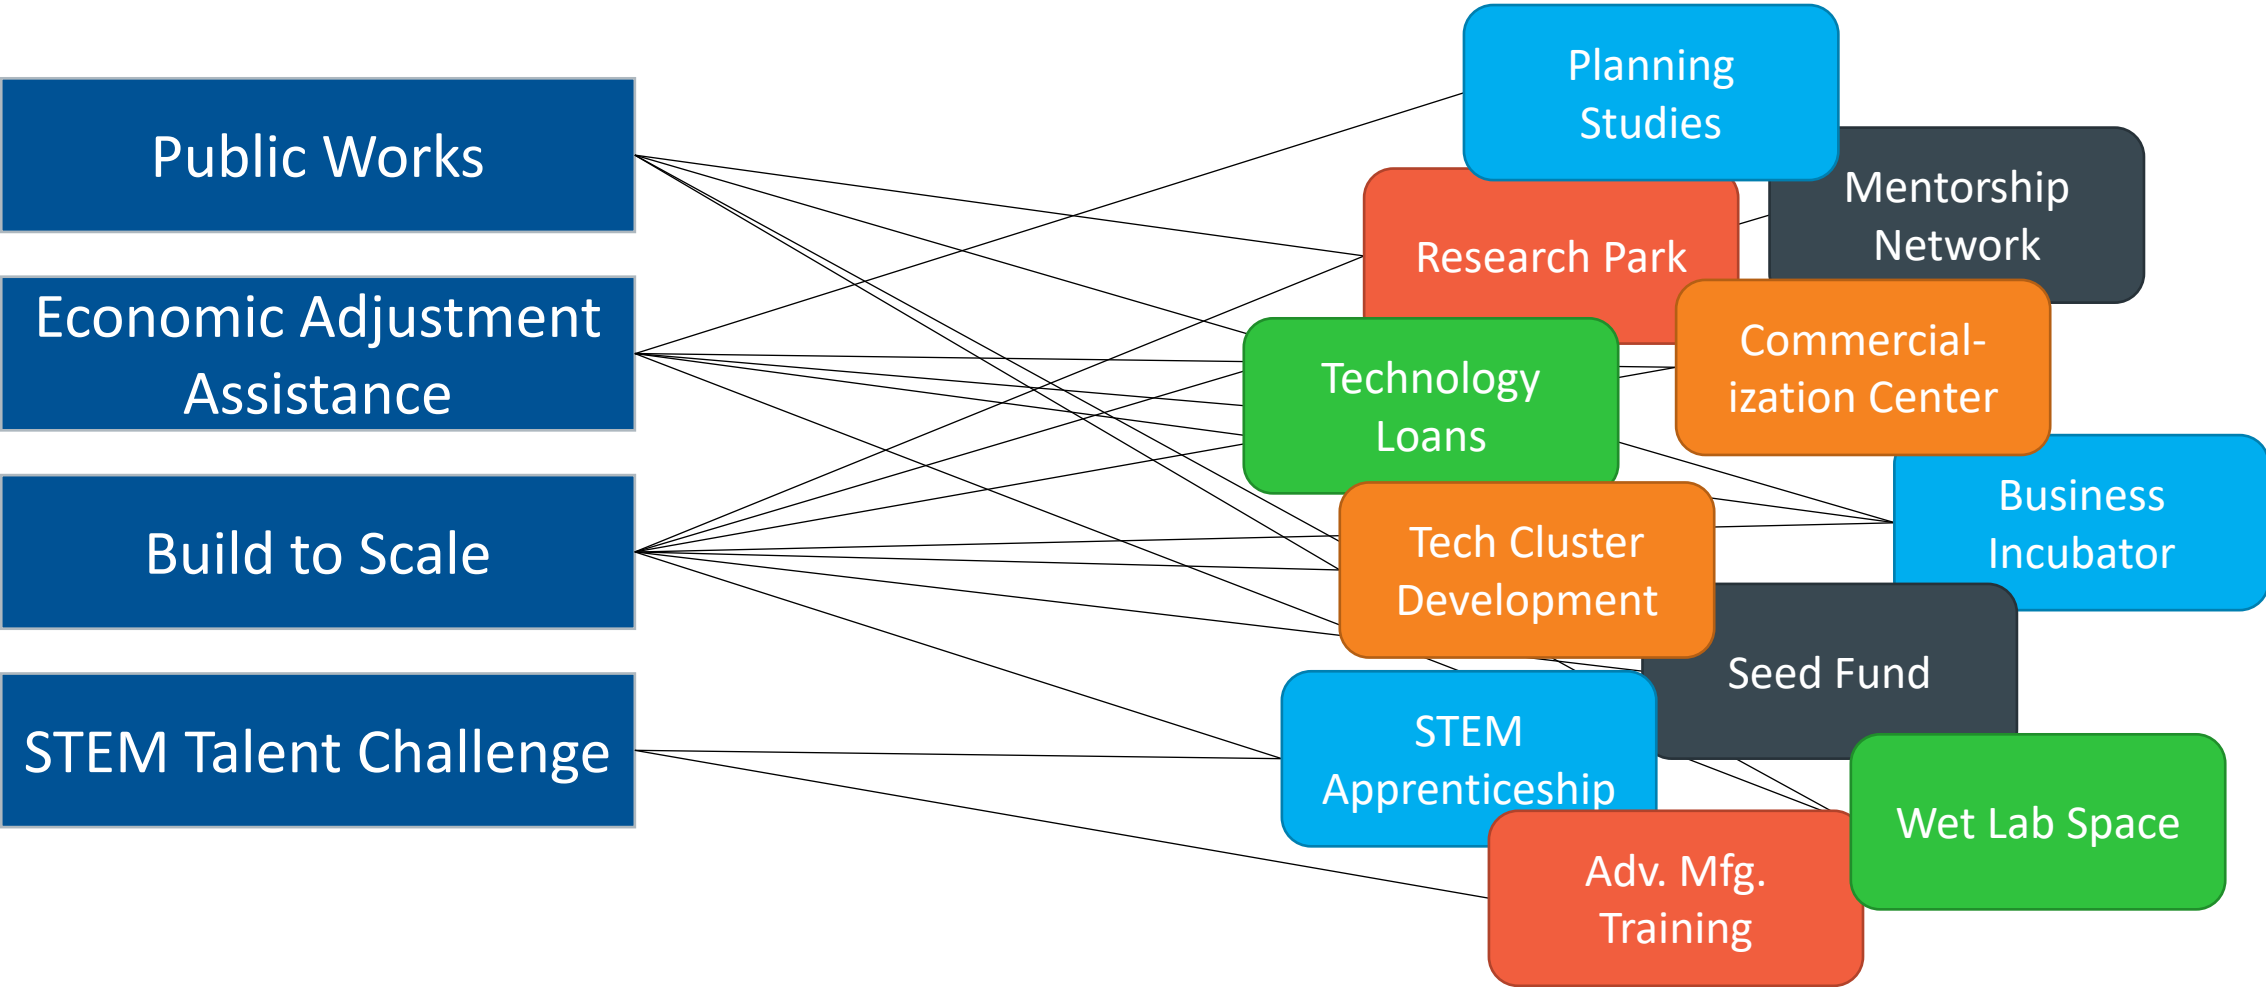 Public Works
Economic Adjustment
Assistance
Build to Scale
STEM Talent Challenge
Planning
Studies
Mentorship
Network
Research Park
Commercial-
ization Center
Technology
Loans
Business
Incubator
Tech Cluster
Development
Seed Fund
STEM
Apprenticeship
Wet Lab Space
Adv. Mfg.
Training